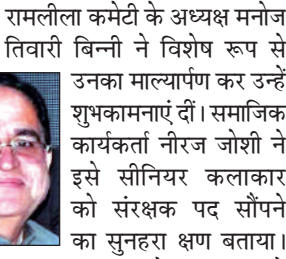 रामलीला कमेटी के अध्यक्ष मनोज
तिवारी बिन्नी ने विशेष रूप से
उनका माल्यार्पण कर उन्हें
शुभकामनाएं दीं। समाजिक
कार्यकर्ता नीरज जोशी ने
इसे सीनियर कलाकार
को संरक्षक पद सौंपने
का सुनहरा क्षण बताया।